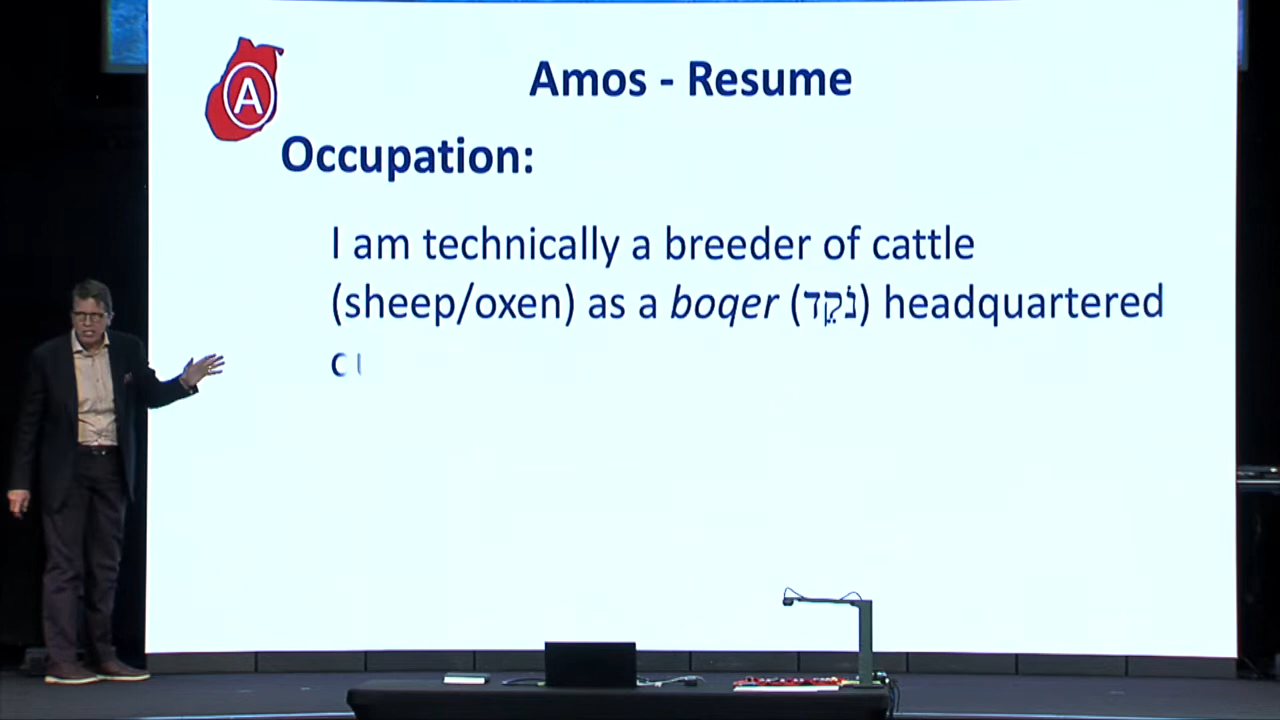 A
Amos - Resume
Occupation:
I am technically a breeder of cattle
(sheep/oxen) as a boqer (נֹקֵד) headquartered